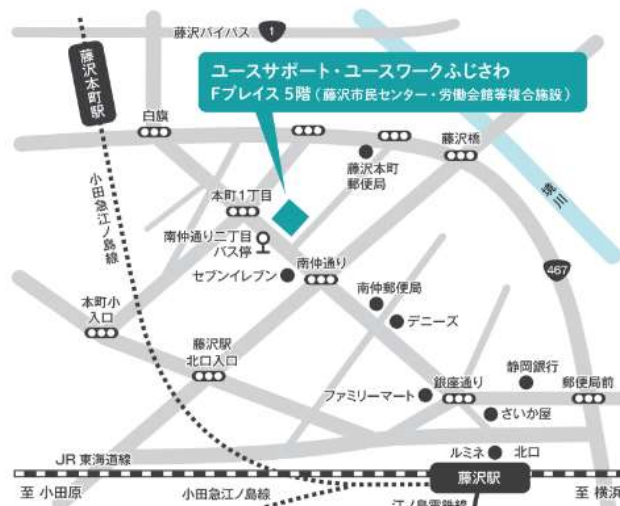 藤沢バイパス
1
藤沢本町駅
ユースサポート・ユースワークふじさわ
Fプレイス 5階（藤沢市民センター・労働会館等複合施設）
白旗
藤沢橋
藤沢本町
郵便局
小田急江ノ島線
境川
本町1丁目
南仲通り二丁目
バス停
セブンイレブン
南仲通り
467
南仲郵便局
デニーズ
本町小
入口
藤沢駅
北口入口
静岡銀行
ファミリーマート
銀座通り
郵便局前
さいか屋
ルミネ
北口
JR 東海道線
藤沢駅
至 小田原
小田急江ノ島線
江ノ島電鉄線
至 横浜